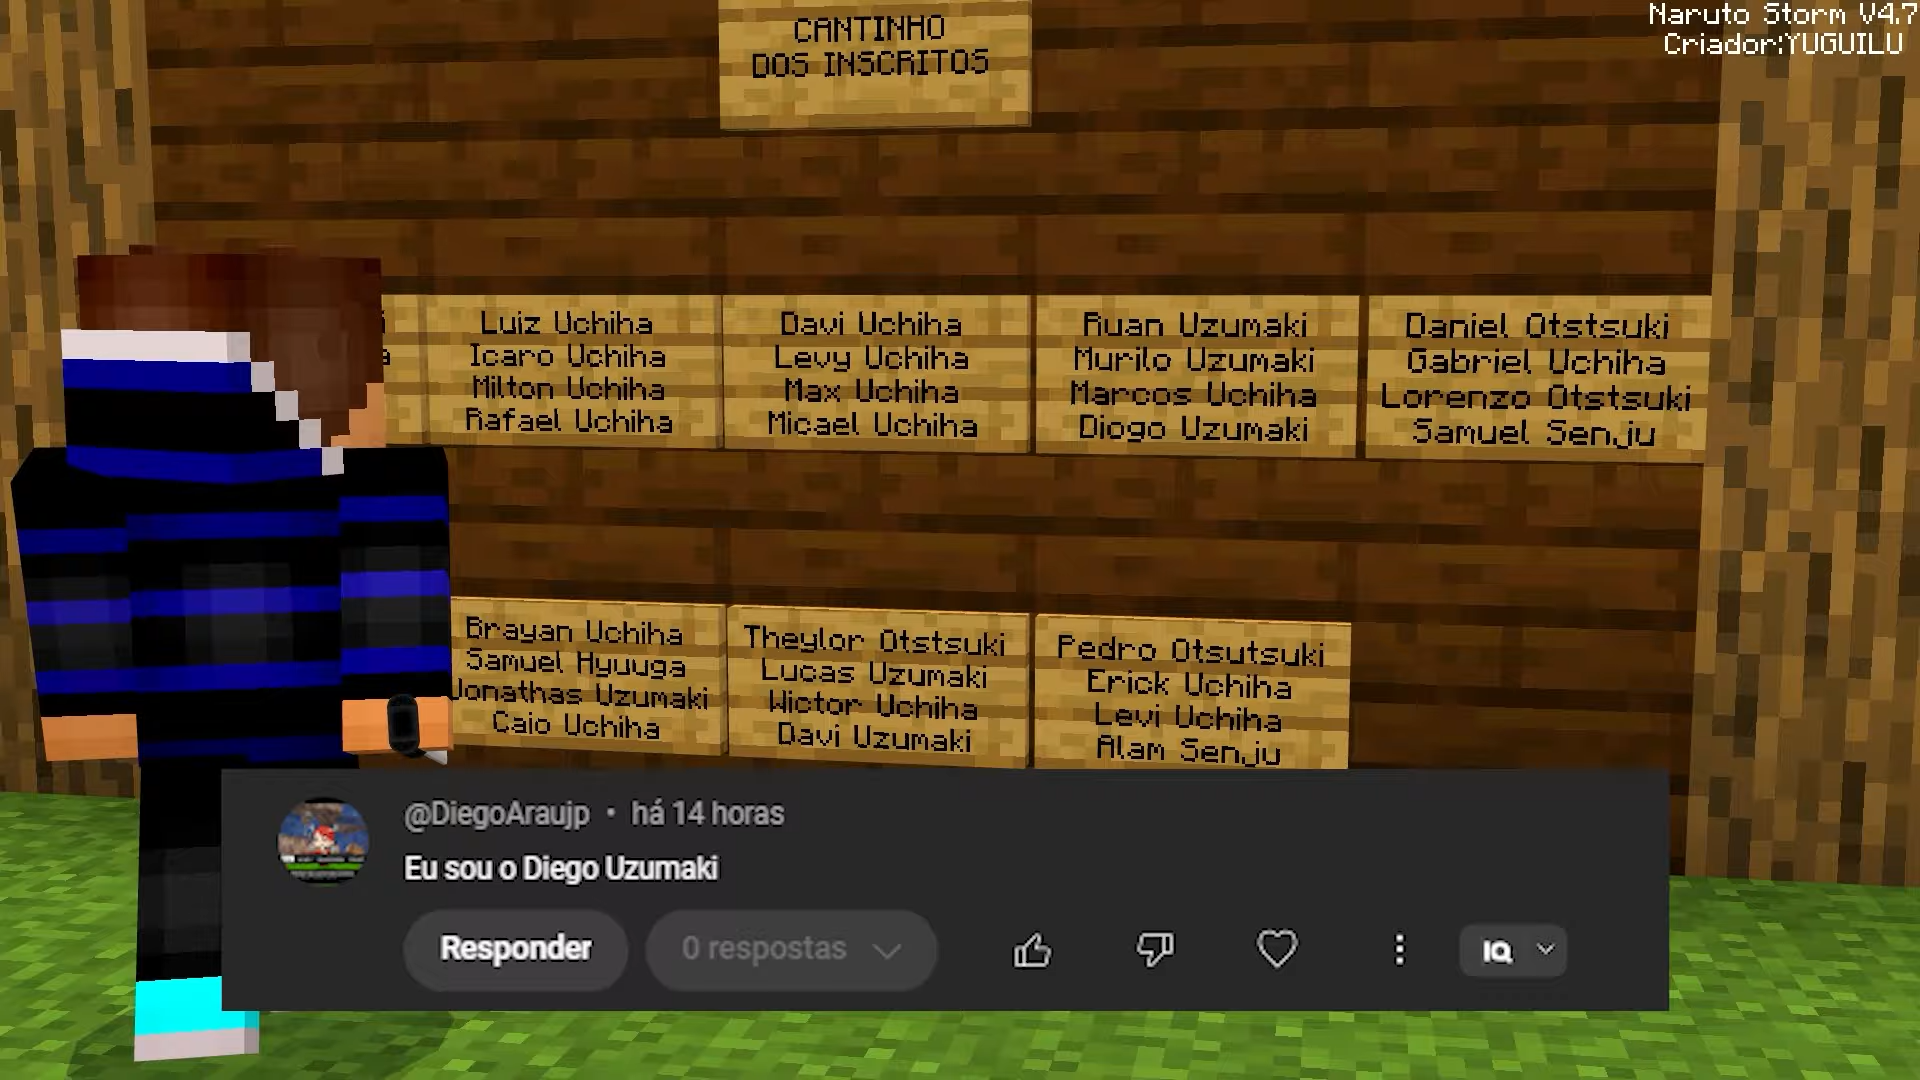 Naruto Storm V4.7
Criador:YUGUILU
CANTINHO
DOS INSCRITOS
Luiz Uchiha
Icaro Uchiha
Milton Uchiha
Rafael Uchiha
Davi Uchiha
Levy Uchiha
Max Uchiha
Micael Uchiha
Ruan Uzumaki
Murilo Uzumaki
Marcos Uchiha
Diogo Uzumaki
Daniel Otstsuki
Gabriel Uchiha
Lorenzo Otstsuki
Samuel Senju
Brayan Uchiha
Samuel Hyuuga
Jonathas Uzumaki
Caio Uchiha
Theylor Otstsuki
Lucas Uzumaki
Wictor Uchiha
Davi Uzumaki
Pedro Otsutsuki
Erick Uchiha
Levi Uchiha
Alam Senju
@DiegoAraujp • há 14 horas
Eu sou o Diego Uzumaki
Responder
0 respostas
IQ